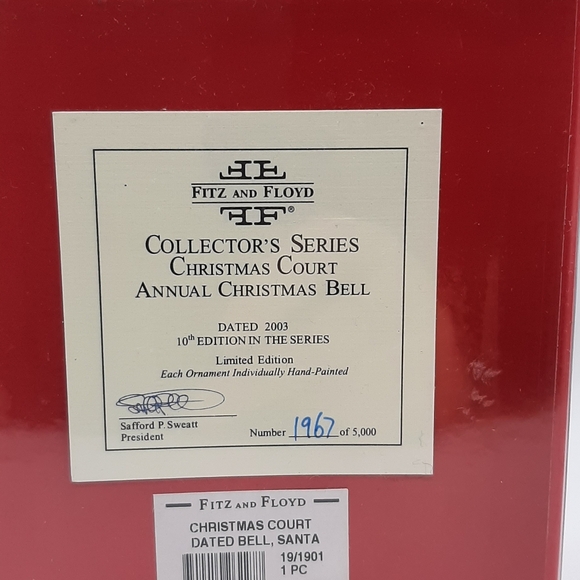 FITZ AND FLOYD
®
COLLECTOR'S SERIES
CHRISTMAS COURT
ANNUAL CHRISTMAS BELL
DATED 2003
10th EDITION IN THE SERIES
Limited Edition
Each Ornament Individually Hand-Painted
Safford P. Sweatt
President
Number 1967 of 5,000
FITZ AND FLOYD
CHRISTMAS COURT
DATED BELL, SANTA
19/1901
1 PC